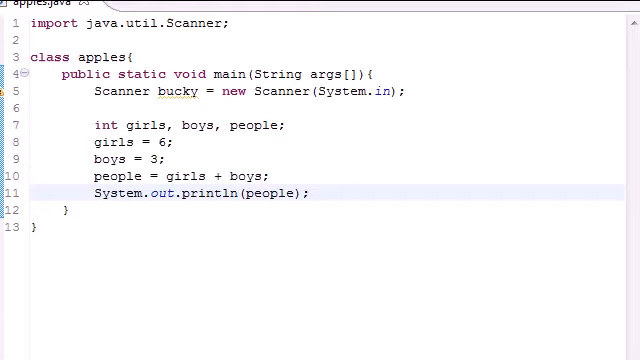 apples.java
1 import java.util.Scanner;
2
3 class apples{
4 public static void main(String args[]){
5 Scanner bucky = new Scanner(System.in);
6
7 int girls, boys, people;
8 girls = 6;
9 boys = 3;
10 people = girls + boys;
11 System.out.println(people);
12 }
13 }